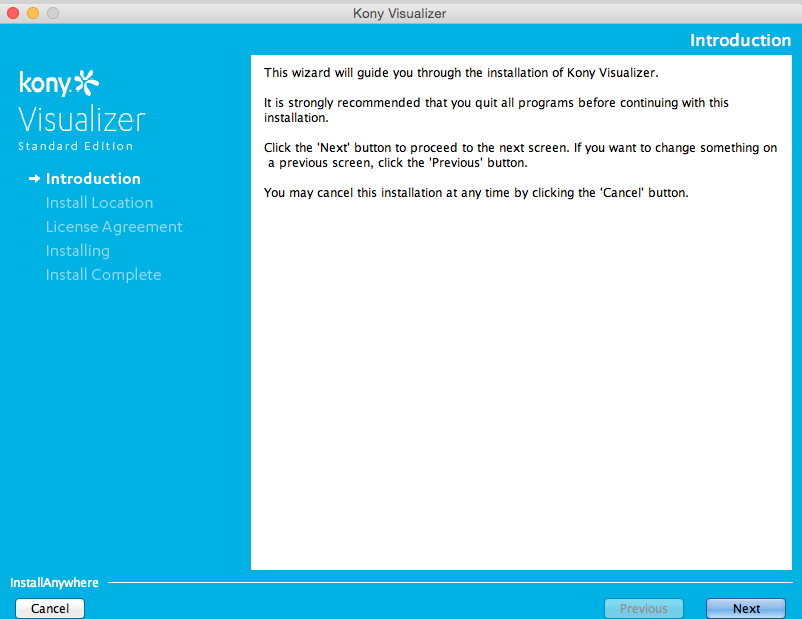 Kony Visualizer
Introduction
kony
Visualizer
Standard Edition
Introduction
Install Location
License Agreement
Installing
Install Complete
This wizard will guide you through the installation of Kony Visualizer.
It is strongly recommended that you quit all programs before continuing with this
installation.
Click the 'Next' button to proceed to the next screen. If you want to change something on
a previous screen, click the 'Previous' button.
You may cancel this installation at any time by clicking the 'Cancel' button.
InstallAnywhere
Cancel
Previous
Next